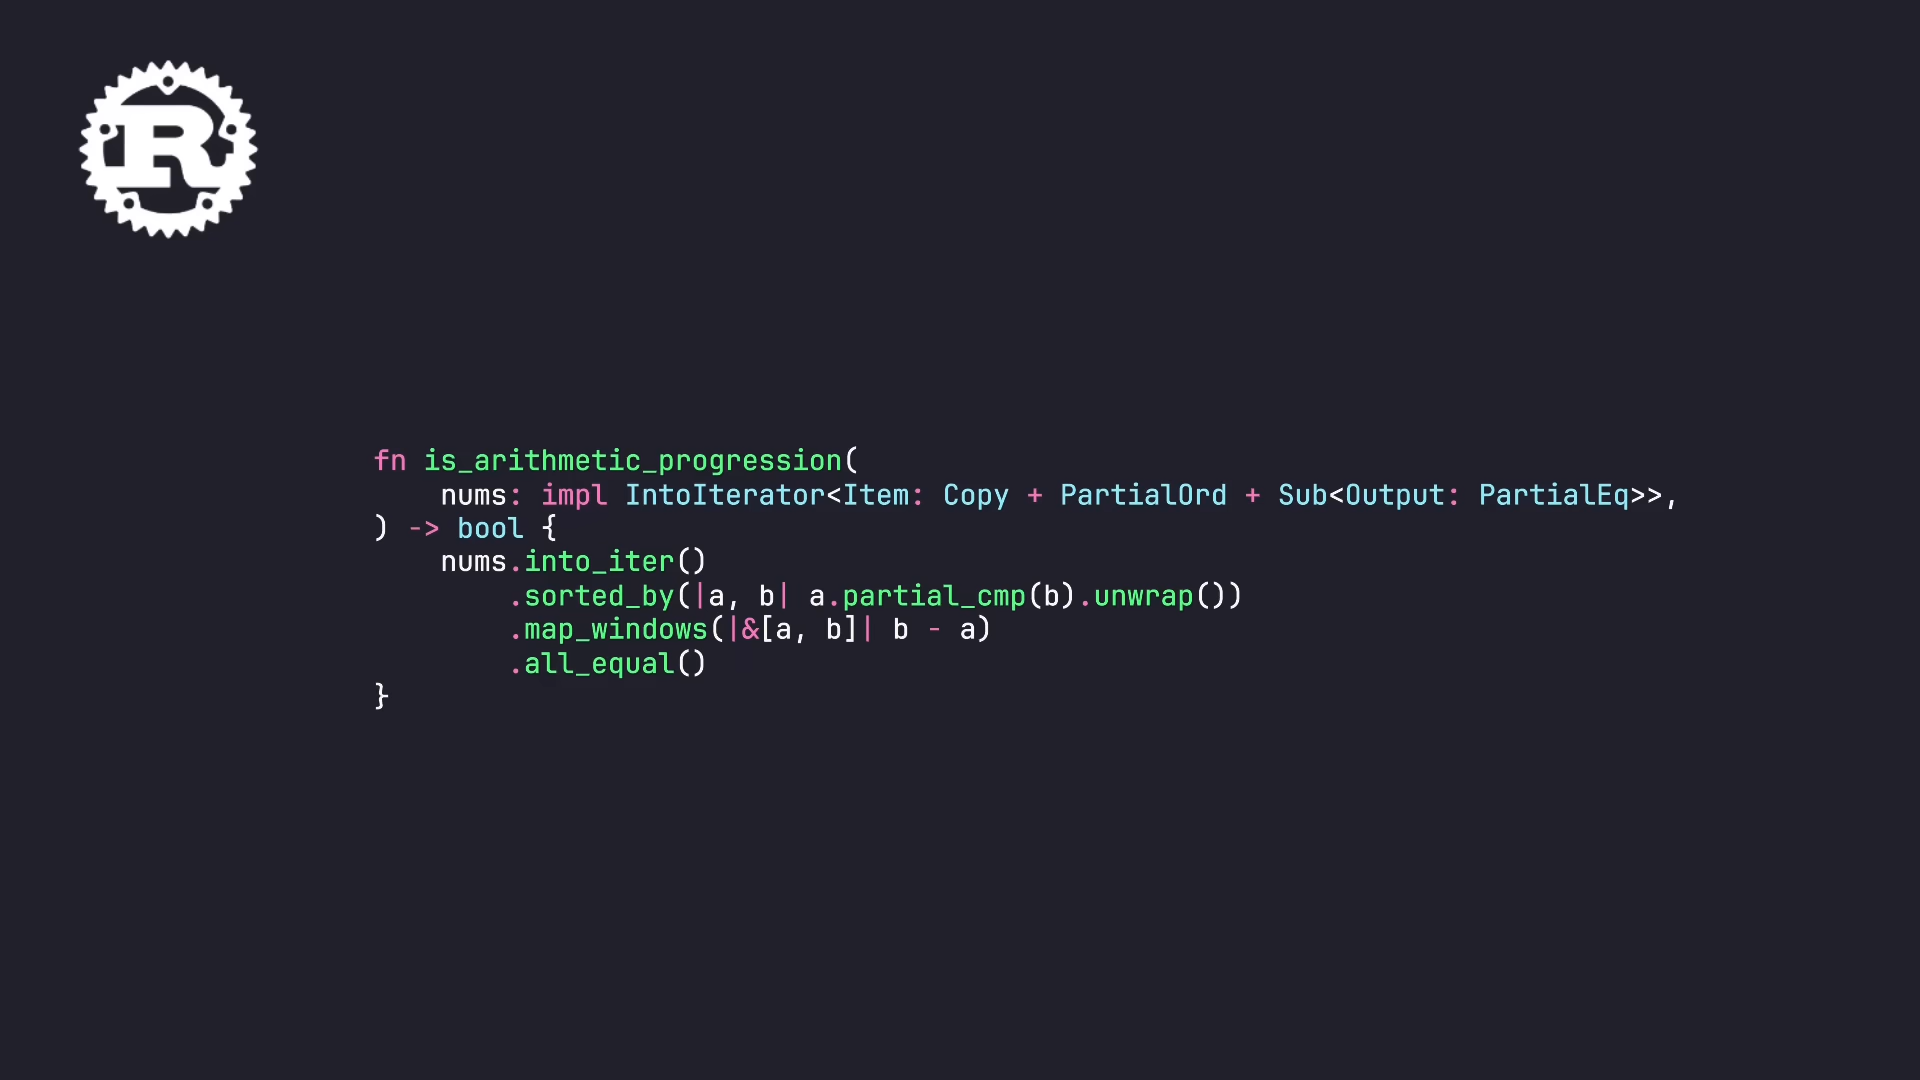 R
fn is_arithmetic_progression(
    nums: impl IntoIterator<Item: Copy + PartialOrd + Sub<Output: PartialEq>>,
) -> bool {
    nums.into_iter()
        .sorted_by(|a, b| a.partial_cmp(b).unwrap())
        .map_windows(|&[a, b]| b - a)
        .all_equal()
}